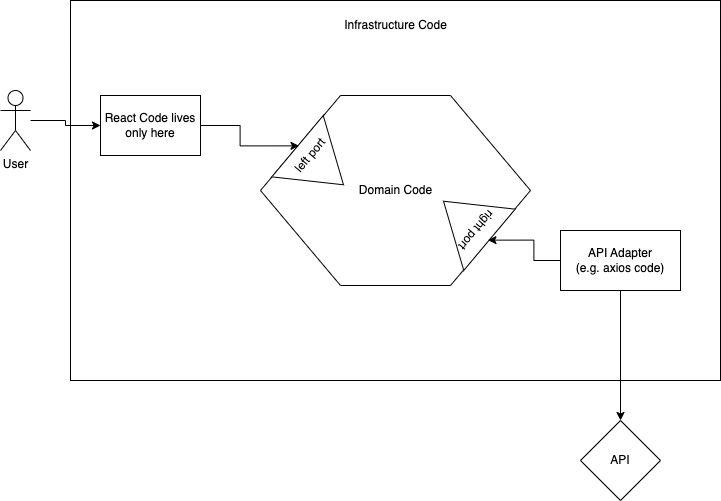 Infrastructure Code
React Code lives
only here
User
left port
Domain Code
right port
API Adapter
(e.g. axios code)
API